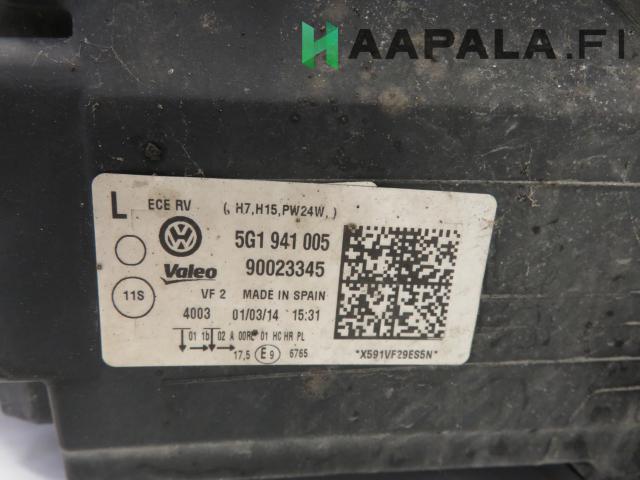 HAAPALA.FI
L ECE RV (, H7,H15,PW24W, )
5G1 941 005
Valeo 90023345
11S VF 2 MADE IN SPAIN
4003 01/03/14 15:31
01 1b 02 A 00RL 01 HC HR PL
17,5 E9 6765
*X591VF29ES5N*